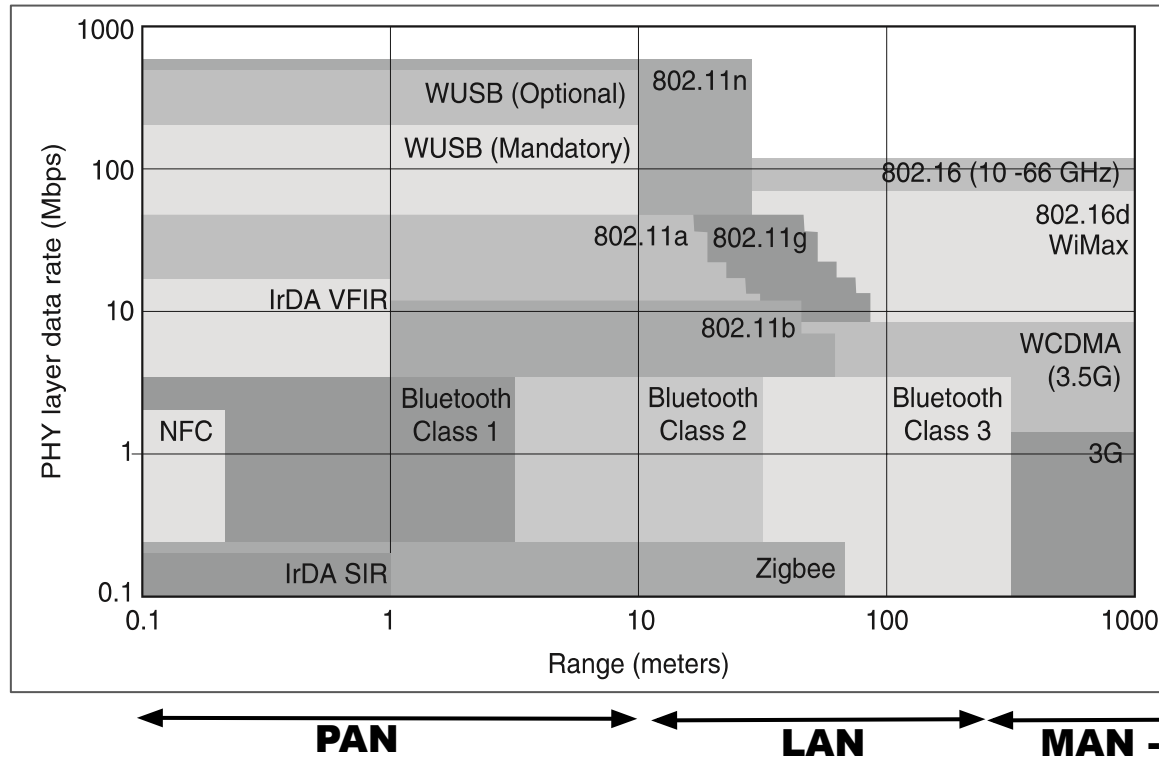 1000
100
10
1
0.1
PHY layer data rate (Mbps)
WUSB (Optional)
802.11n
WUSB (Mandatory)
802.16 (10 -66 GHz)
802.16d
WiMax
802.11a
802.11g
IrDA VFIR
802.11b
WCDMA
(3.5G)
Bluetooth
Class 1
Bluetooth
Class 2
Bluetooth
Class 3
NFC
3G
IrDA SIR
Zigbee
0.1
1
10
100
1000
Range (meters)
PAN
LAN
MAN -